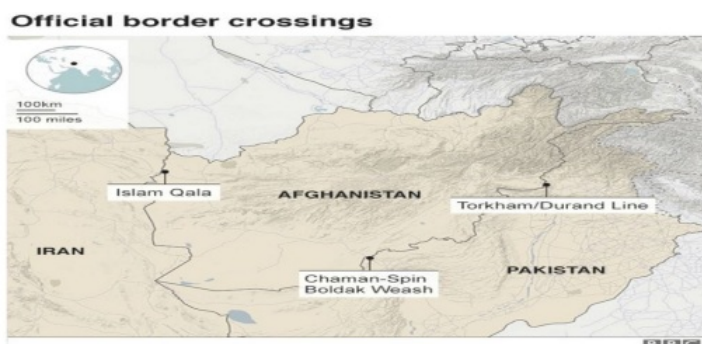 Official border crossings
100km
100 miles
Islam Qala
AFGHANISTAN
Torkham/Durand Line
IRAN
Chaman-Spin
Boldak Weash
PAKISTAN
BBC